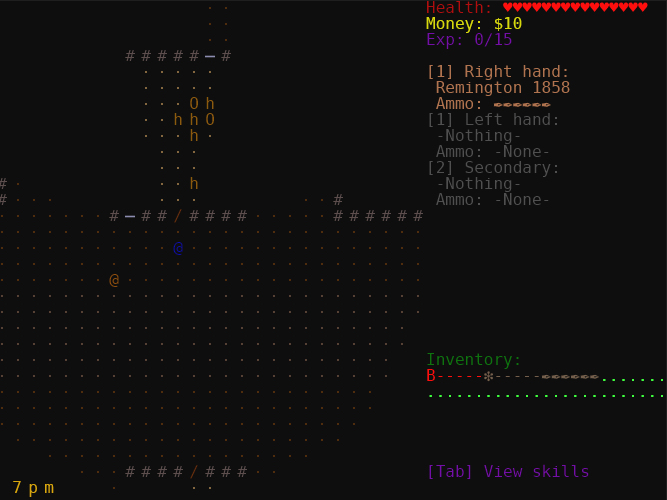 Health: ♥♥♥♥♥♥♥♥♥♥♥♥♥♥♥
Money: $10
Exp: 0/15
[1] Right hand:
Remington 1858
Ammo:
[1] Left hand:
-Nothing-
Ammo: -None-
[2] Secondary:
-Nothing-
Ammo: -None-
Inventory:
[Tab] View skills
7pm